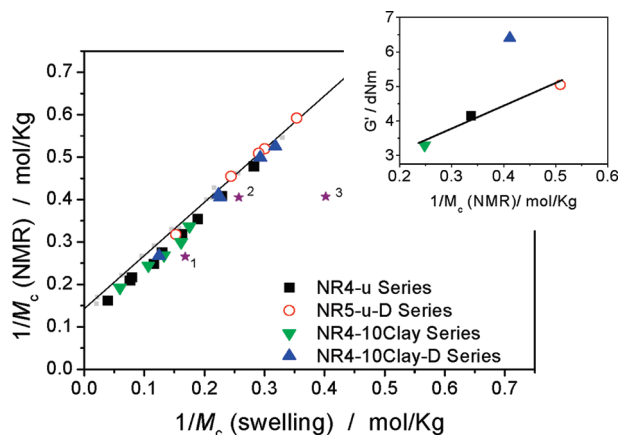 0.7
0.6
0.5
0.4
0.3
0.2
0.1
0.0
1/Mc (NMR) / mol/Kg
0.0 0.1 0.2 0.3 0.4 0.5 0.6 0.7
1/Mc (swelling) / mol/Kg
1
2
3
NR4-u Series
NR5-u-D Series
NR4-10Clay Series
NR4-10Clay-D Series
7
6
5
4
3
G' / dNm
0.2 0.3 0.4 0.5 0.6
1/Mc (NMR)/ mol/Kg